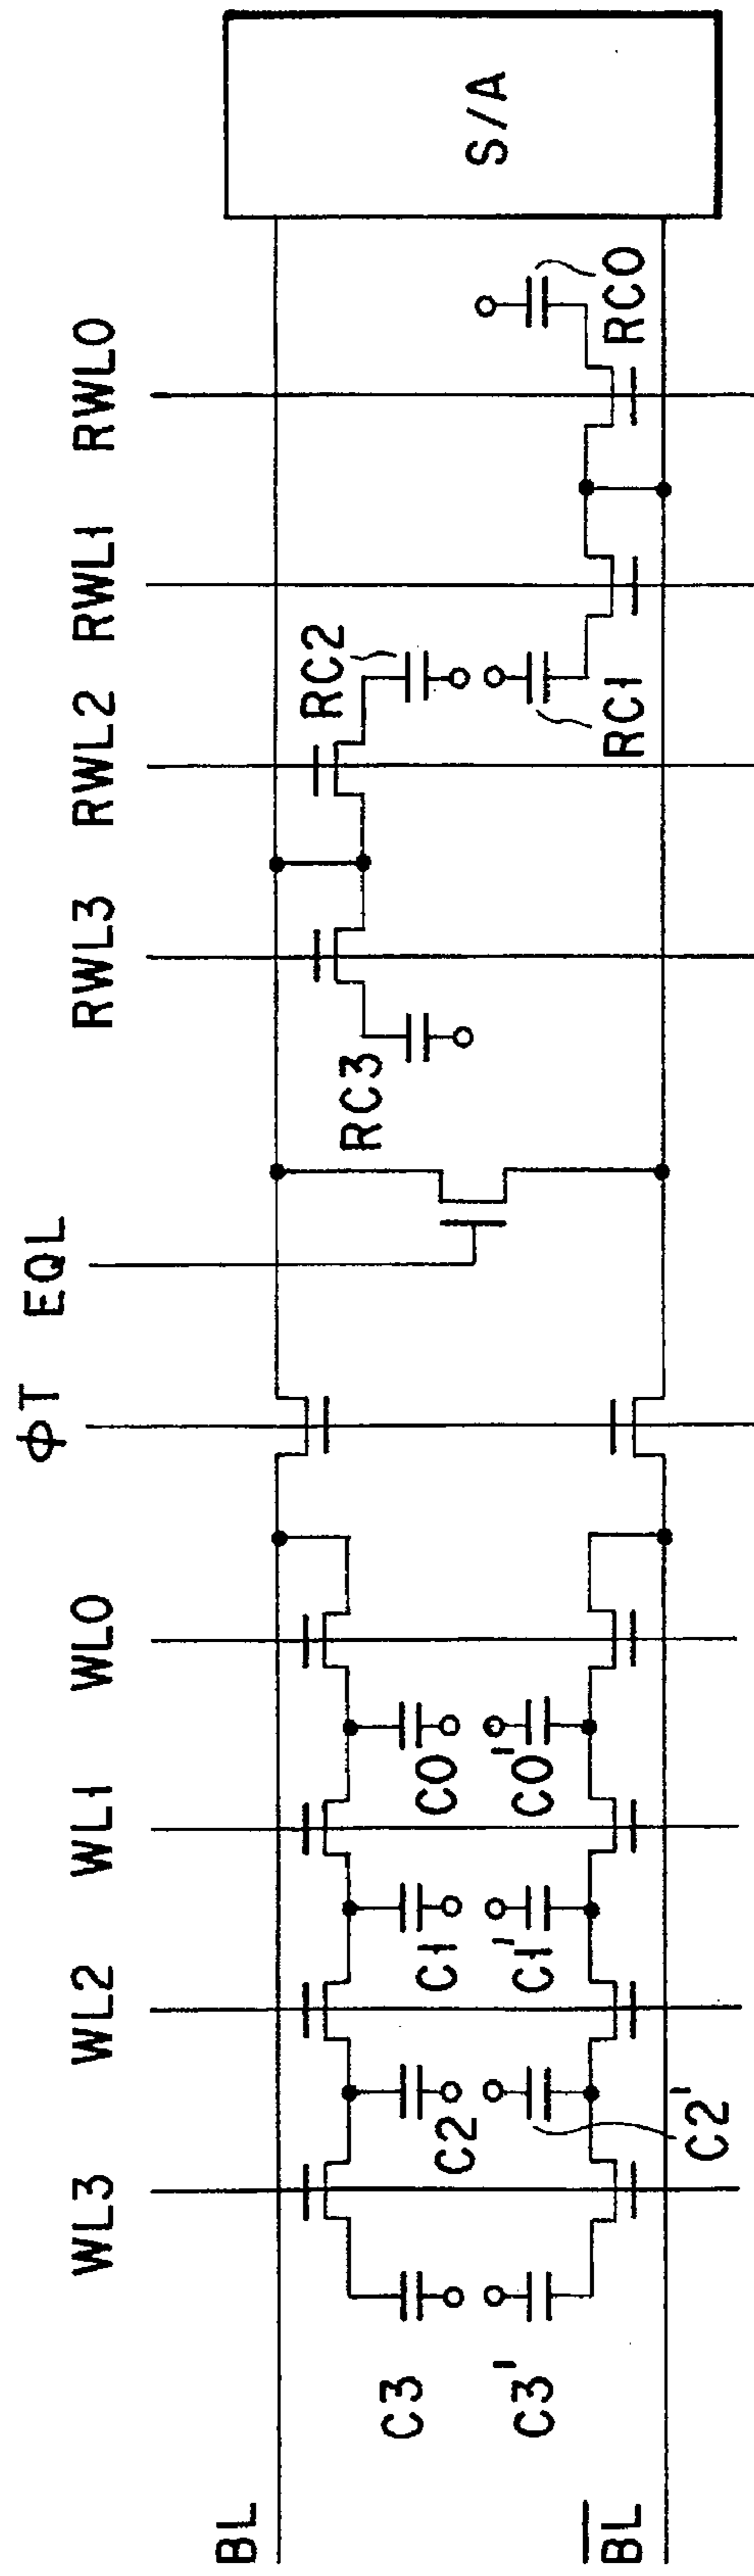 WL3 WL2 WL1 WL0 ΦT EQL RWL3 RWL2 RWL1 RWL0
BL
S/A
RC3
RC2
C3 C2 C1 C0
C3' C2' C1' C0'
RC1
RC0
B̅L̅